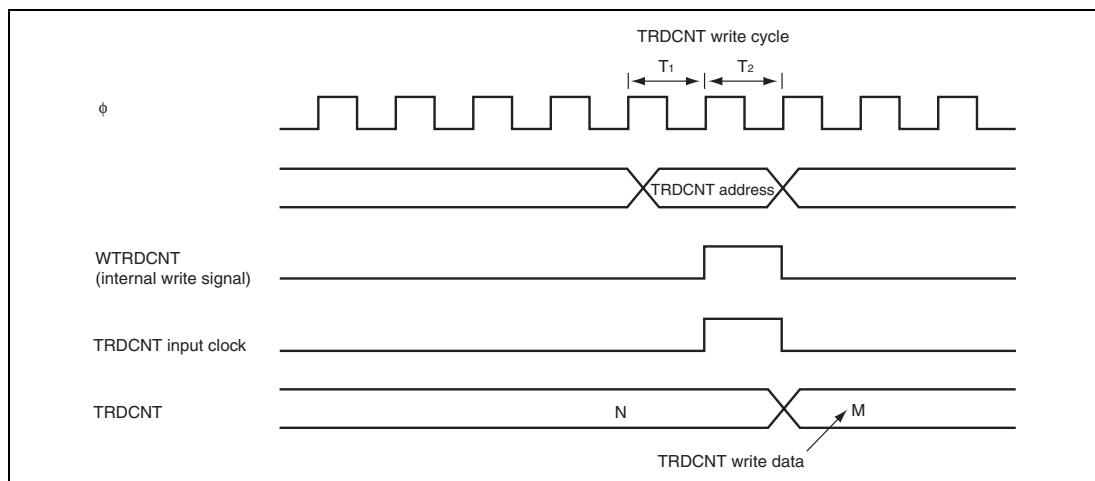 TRDCNT write cycle
T1 T2
ϕ
TRDCNT address
WTRDCNT
(internal write signal)
TRDCNT input clock
TRDCNT
N
M
TRDCNT write data